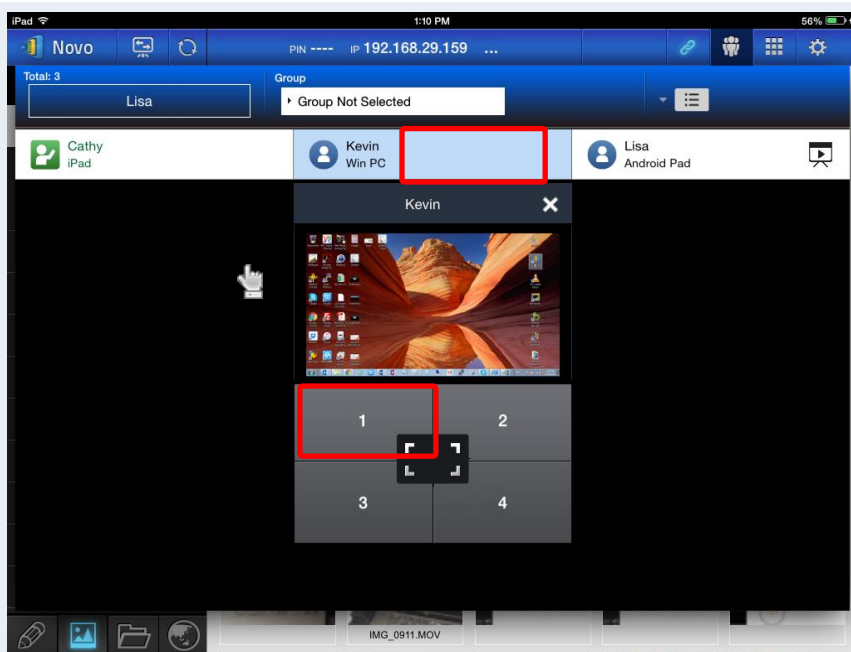 iPad 1:10 PM 56%
Novo PIN ---- IP 192.168.29.159 ...
Total: 3 Group
Lisa Group Not Selected
Cathy Kevin Lisa
iPad Win PC Android Pad
Kevin
1 2
3 4
IMG_0911.MOV